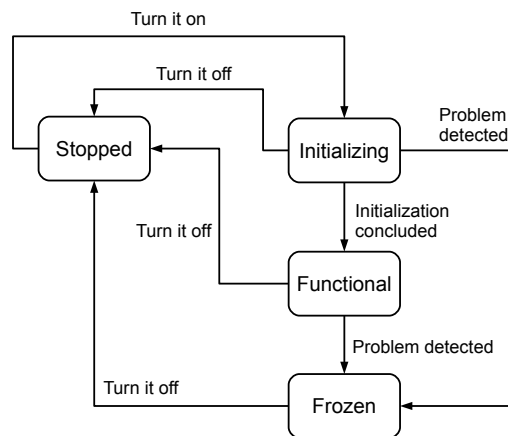 Turn it on
Turn it off
Problem
detected
Stopped
Initializing
Initialization
concluded
Turn it off
Functional
Problem detected
Turn it off
Frozen